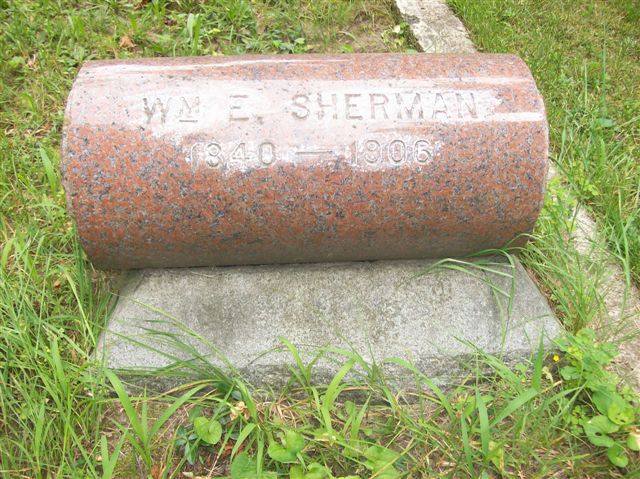 WM E. SHERMAN
1840 — 1906